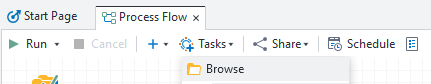 Start Page Process Flow
Run Cancel Tasks Share Schedule
Browse